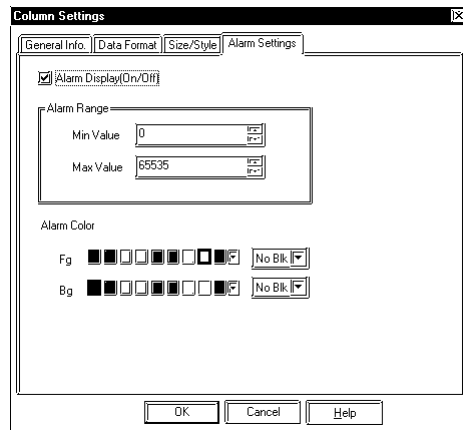 Column Settings
General Info. Data Format Size/Style Alarm Settings
Alarm Display(On/Off)
Alarm Range
Min Value 0
Max Value 65535
Alarm Color
Fg No Blk
Bg No Blk
OK Cancel Help